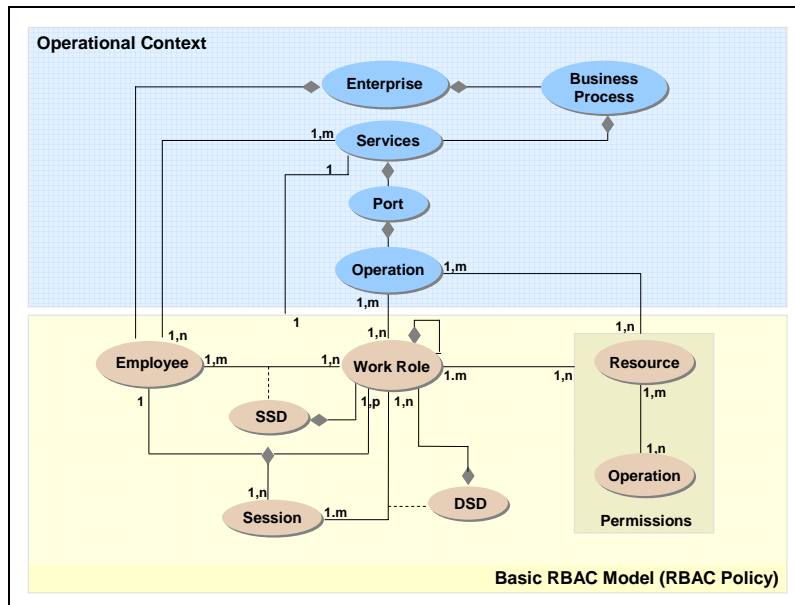 Operational Context
Enterprise
Business
Process
1,m
Services
1
Port
Operation
1,m
1,m
1,n
1
1,n
1,n
Employee
1,m
1,n
Work Role
1.m
1,n
Resource
1
SSD
1,p
1,n
1,m
1,n
Operation
1,n
Session
1.m
DSD
Permissions
Basic RBAC Model (RBAC Policy)